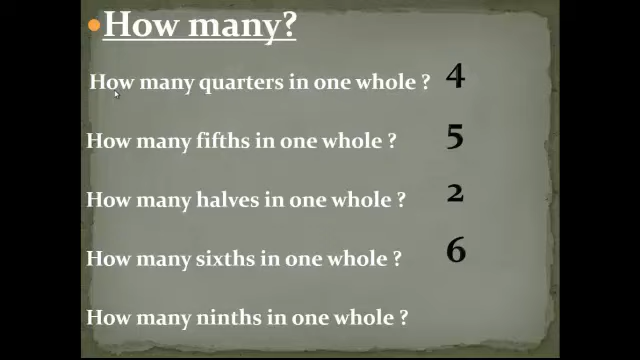 •How many?
How many quarters in one whole ? 4
How many fifths in one whole ? 5
How many halves in one whole ? 2
How many sixths in one whole ? 6
How many ninths in one whole ?